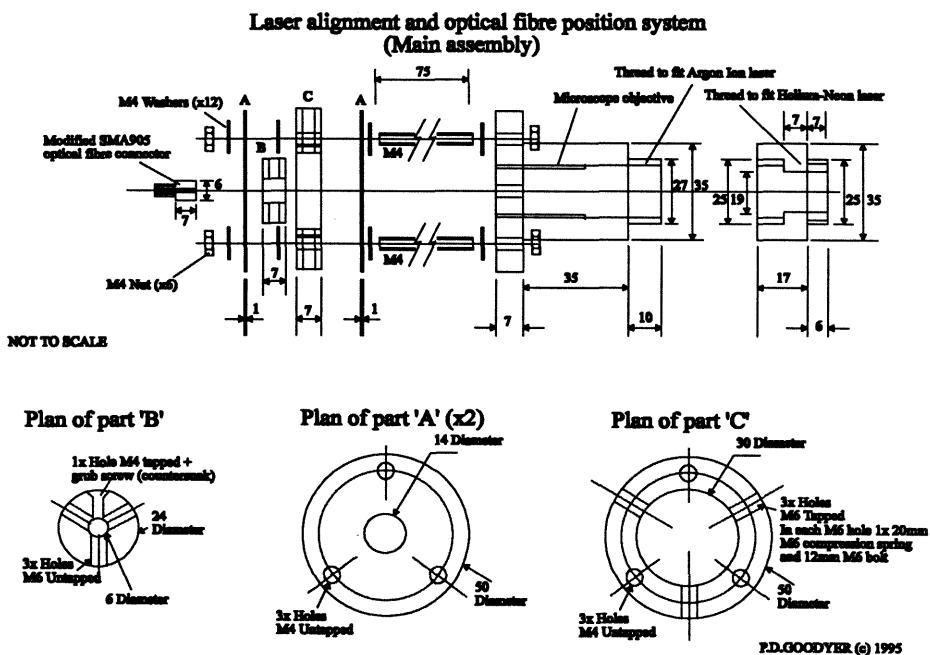 Laser alignment and optical fibre position system
(Main assembly)
75
Thread to fit Argon Ion laser
M4 Washers (x12)
A
C
A
Microscope objective
Thread to fit Helium-Neon laser
Modified SMA905
optical fibre connector
B
M4
7
7
6
27
35
25
19
25
35
7
M4
M4 Nut (x6)
7
35
17
1
7
1
7
10
6
NOT TO SCALE
Plan of part 'B'
Plan of part 'A' (x2)
Plan of part 'C'
14 Diameter
30 Diameter
1x Hole M4 tapped +
grub screw (countersunk)
24
Diameter
3x Holes
M6 Tapped
In each M6 hole 1x 20mm
M6 compression spring
and 12mm M6 bolt
3x Holes
M6 Untapped
6 Diameter
50
Diameter
3x Holes
M4 Untapped
50
Diameter
3x Holes
M4 Untapped
P.D.GOODYER (c) 1995